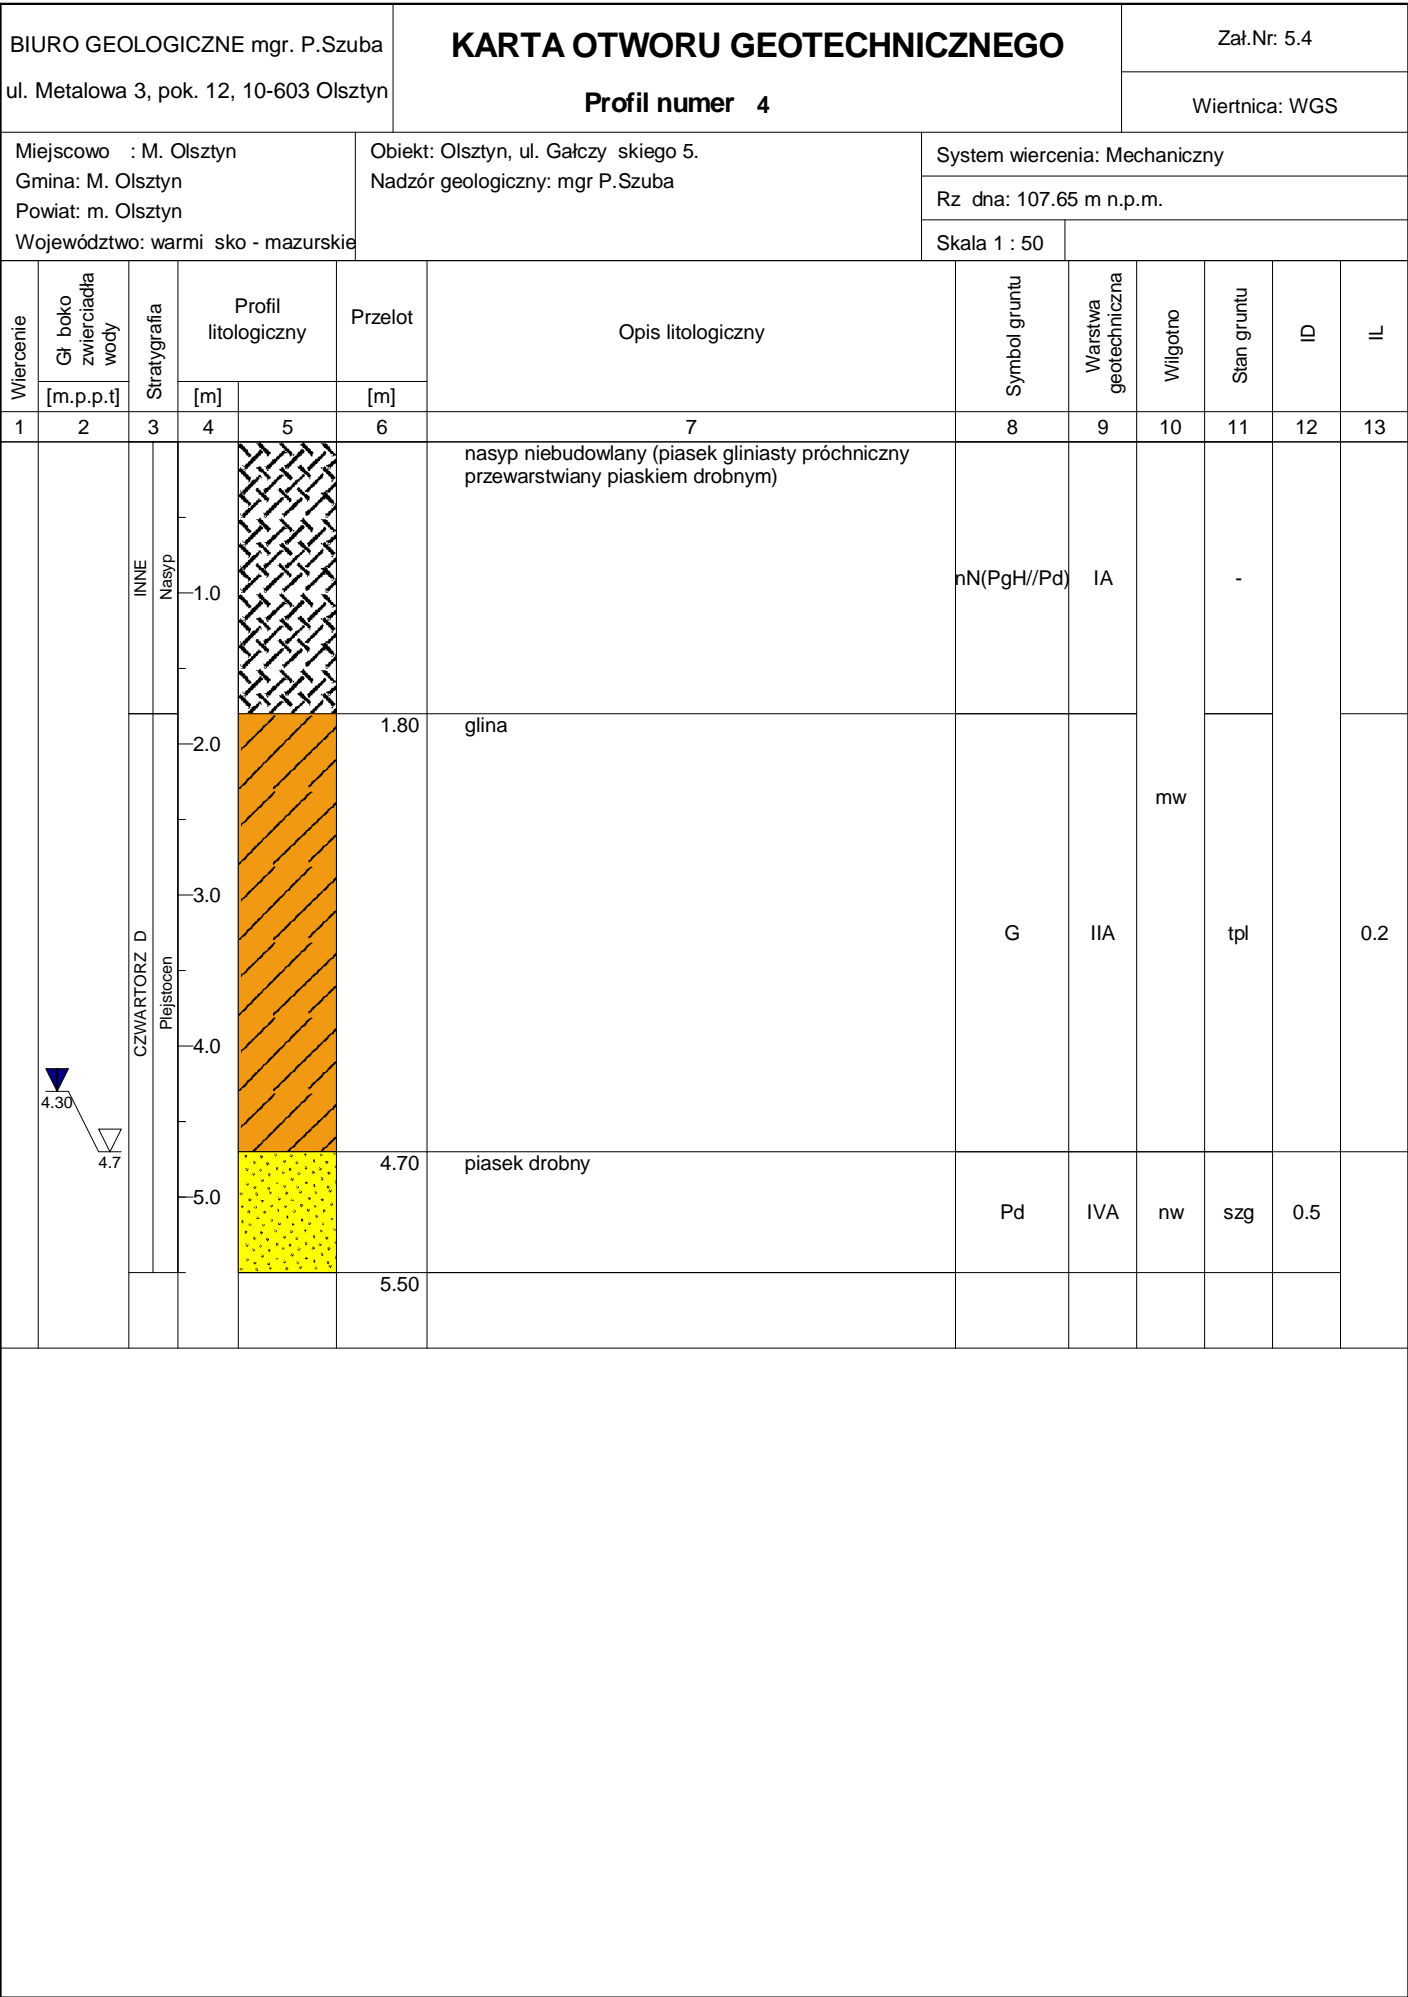 BIURO GEOLOGICZNE mgr. P.Szuba
ul. Metalowa 3, pok. 12, 10-603 Olsztyn
KARTA OTWORU GEOTECHNICZNEGO
Profil numer 4
Zał.Nr: 5.4
Wiertnica: WGS
Miejscowo : M. Olsztyn
Gmina: M. Olsztyn
Powiat: m. Olsztyn
Województwo: warmi sko - mazurskie
Obiekt: Olsztyn, ul. Gałczy skiego 5.
Nadzór geologiczny: mgr P.Szuba
System wiercenia: Mechaniczny
Rz dna: 107.65 m n.p.m.
Skala 1 : 50
Wiercenie
Gł boko
zwierciadła
wody
[m.p.p.t]
Stratygrafia
Profil
litologiczny
[m]
Przelot
[m]
Opis litologiczny
Symbol gruntu
Warstwa
geotechniczna
Wilgotno
Stan gruntu
ID
IL
1 2 3 4 5 6 7 8 9 10 11 12 13
nasyp niebudowlany (piasek gliniasty próchniczny
przewarstwiany piaskiem drobnym)
INNE
Nasyp
1.0
nN(PgH//Pd) IA -
1.80 glina
2.0
mw
3.0
G IIA tpl 0.2
CZWARTORZ D
Plejstocen
4.0
4.30
4.7
4.70 piasek drobny
5.0
Pd IVA nw szg 0.5
5.50